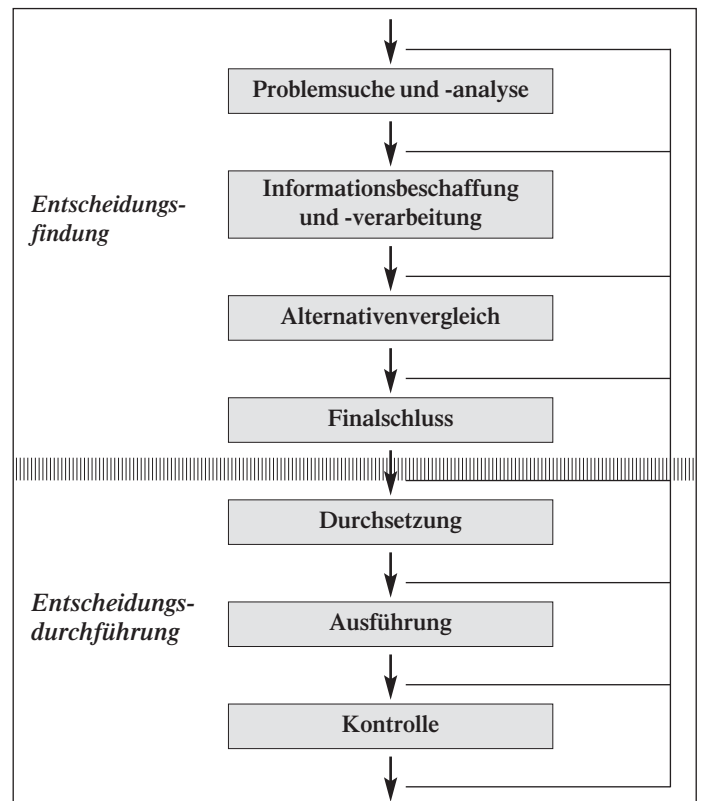 Problemsuche und -analyse
Informationsbeschaffung
und -verarbeitung
Entscheidungs-
findung
Alternativenvergleich
Finalschluss
Durchsetzung
Entscheidungs-
durchführung
Ausführung
Kontrolle